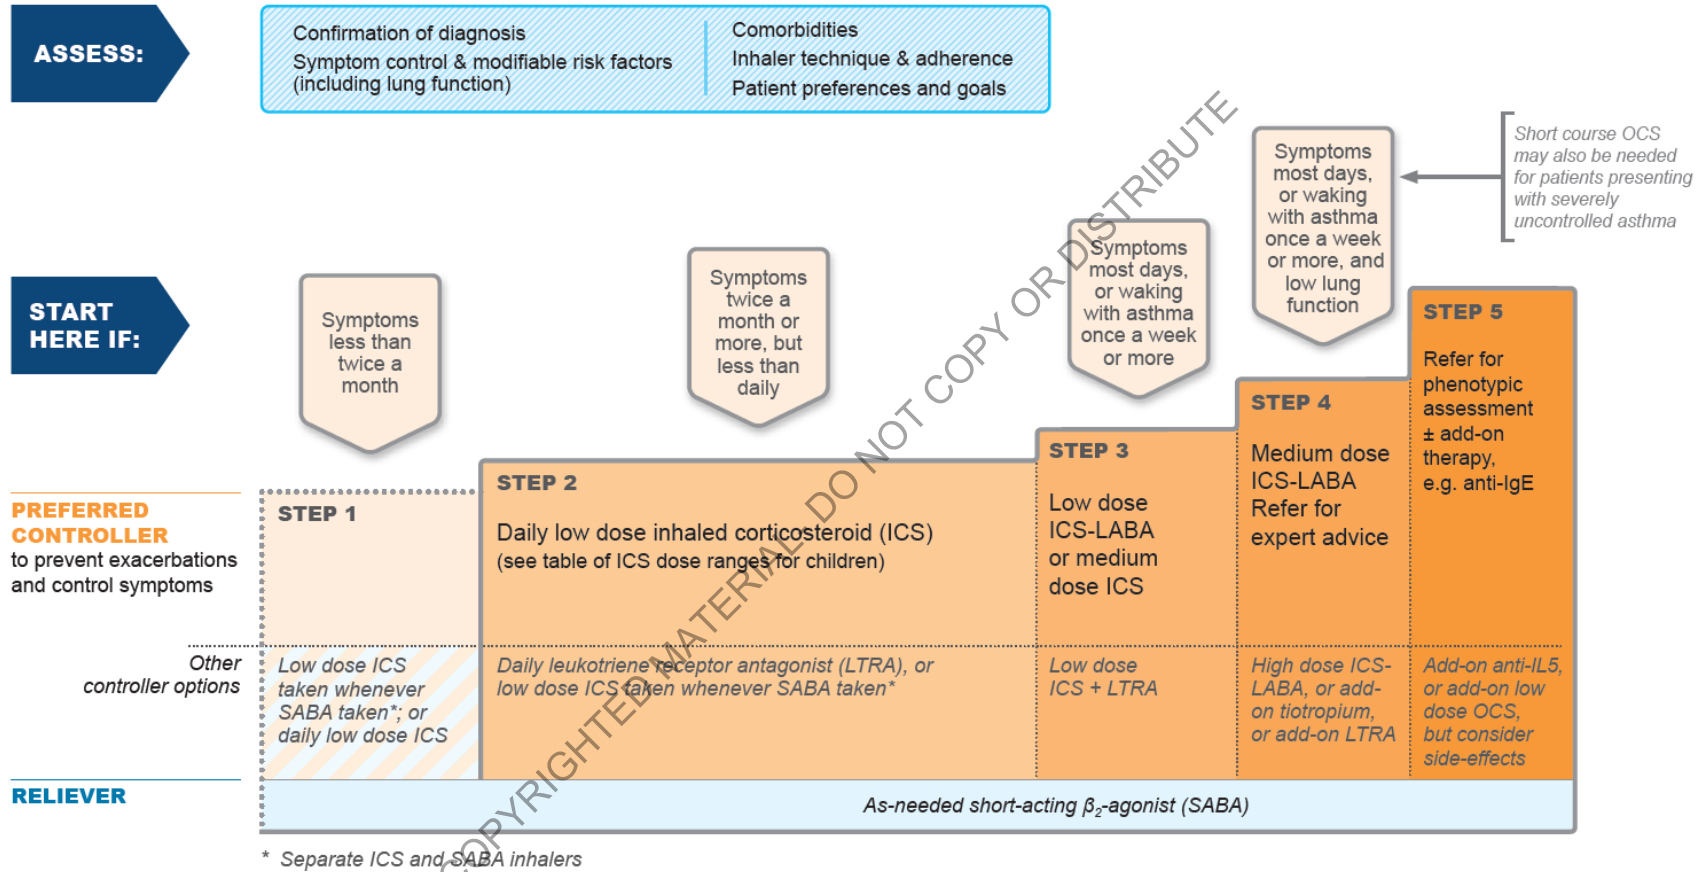 ASSESS:
Confirmation of diagnosis
Symptom control & modifiable risk factors
(including lung function)
Comorbidities
Inhaler technique & adherence
Patient preferences and goals
Short course OCS
may also be needed
for patients presenting
with severely
uncontrolled asthma
START
HERE IF:
Symptoms
less than
twice a
month
Symptoms
twice a
month or
more, but
less than
daily
Symptoms
most days,
or waking
with asthma
once a week
or more
Symptoms
most days,
or waking
with asthma
once a week
or more, and
low lung
function
PREFERRED
CONTROLLER
to prevent exacerbations
and control symptoms
STEP 1
STEP 2
Daily low dose inhaled corticosteroid (ICS)
(see table of ICS dose ranges for children)
STEP 3
Low dose
ICS-LABA
or medium
dose ICS
STEP 4
Medium dose
ICS-LABA
Refer for
expert advice
STEP 5
Refer for
phenotypic
assessment
± add-on
therapy,
e.g. anti-IgE
Other
controller options
Low dose ICS
taken whenever
SABA taken*; or
daily low dose ICS
Daily leukotriene receptor antagonist (LTRA), or
low dose ICS taken whenever SABA taken*
Low dose
ICS + LTRA
High dose ICS-
LABA, or add-
on tiotropium,
or add-on LTRA
Add-on anti-IL5,
or add-on low
dose OCS,
but consider
side-effects
RELIEVER
As-needed short-acting β₂-agonist (SABA)
* Separate ICS and SABA inhalers
COPYRIGHTED MATERIAL- DO NOT COPY OR DISTRIBUTE